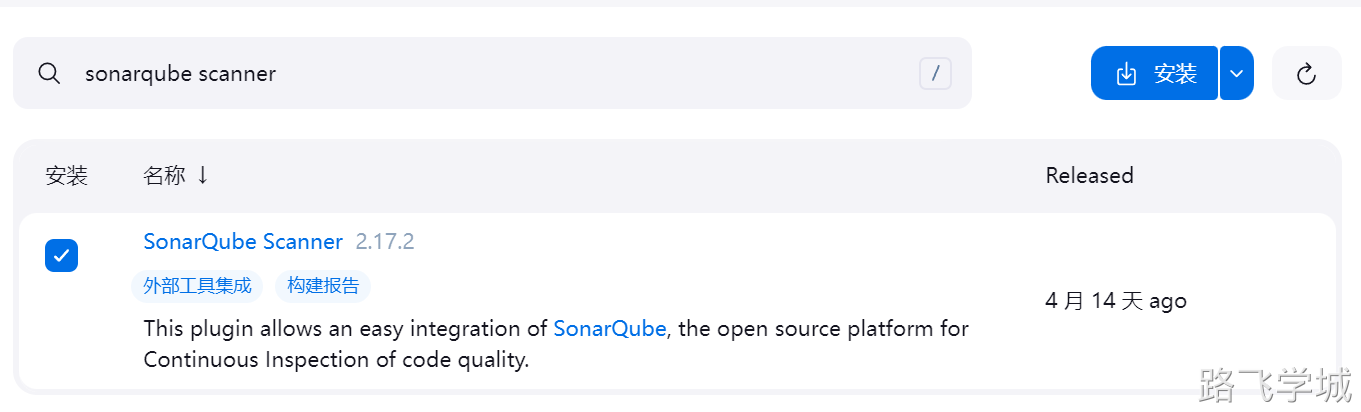 sonarqube scanner /
安装
安装 名称 ↓ Released
SonarQube Scanner 2.17.2
外部工具集成 构建报告
This plugin allows an easy integration of SonarQube, the open source platform for
Continuous Inspection of code quality.
4 月 14 天 ago
路飞学城